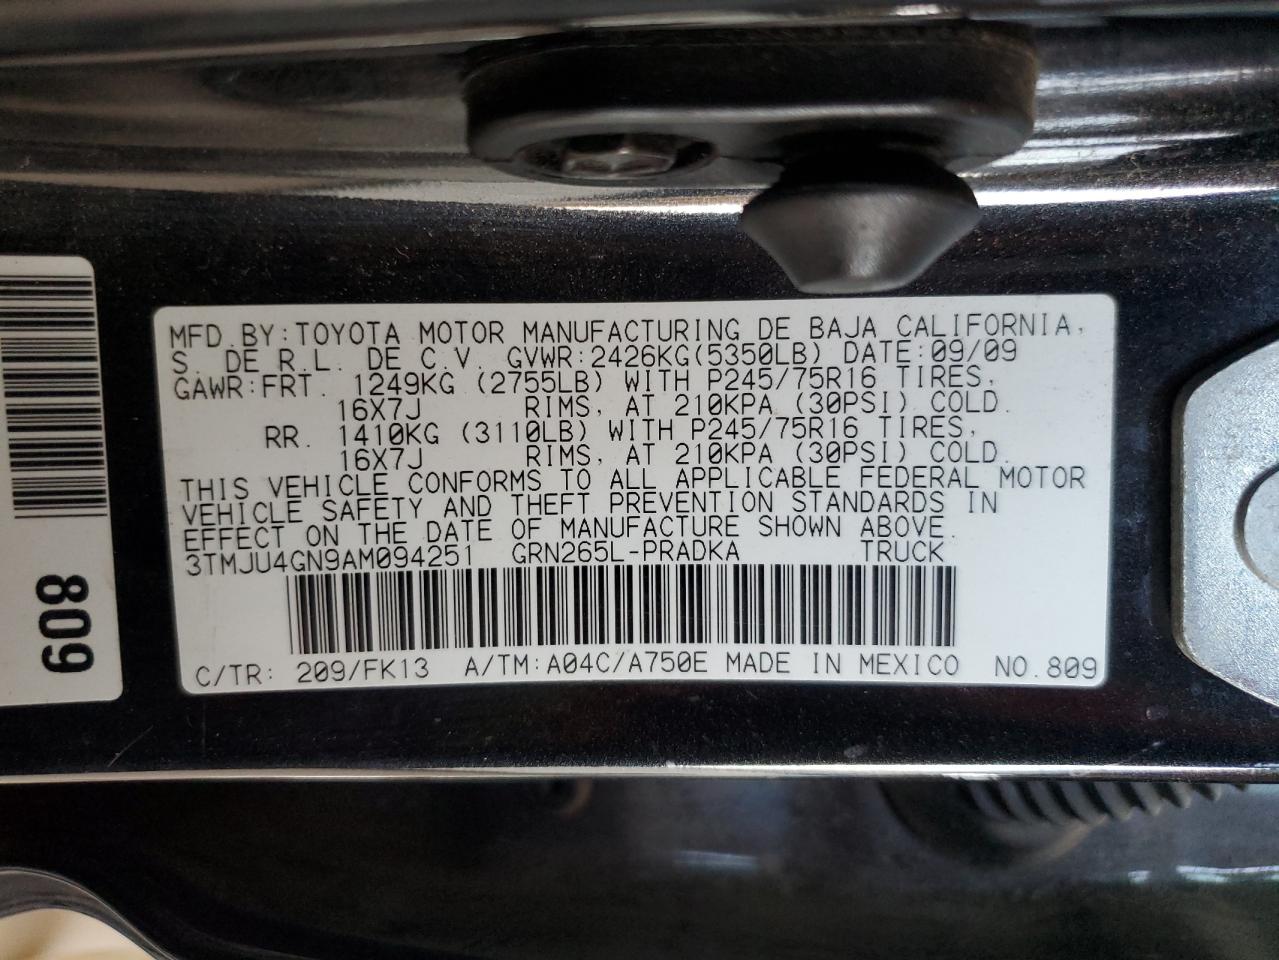 MFD.BY:TOYOTA MOTOR MANUFACTURING DE BAJA CALIFORNIA,
S. DE R.L. DE C.V. GVWR:2426KG(5350LB) DATE:09/09
GAWR:FRT. 1249KG (2755LB) WITH P245/75R16 TIRES,
16X7J RIMS, AT 210KPA (30PSI) COLD.
RR. 1410KG (3110LB) WITH P245/75R16 TIRES,
16X7J RIMS, AT 210KPA (30PSI) COLD.
THIS VEHICLE CONFORMS TO ALL APPLICABLE FEDERAL MOTOR
VEHICLE SAFETY AND THEFT PREVENTION STANDARDS IN
EFFECT ON THE DATE OF MANUFACTURE SHOWN ABOVE.
3TMJU4GN9AM094251 GRN265L-PRADKA TRUCK
C/TR: 209/FK13 A/TM:A04C/A750E MADE IN MEXICO NO.809
809